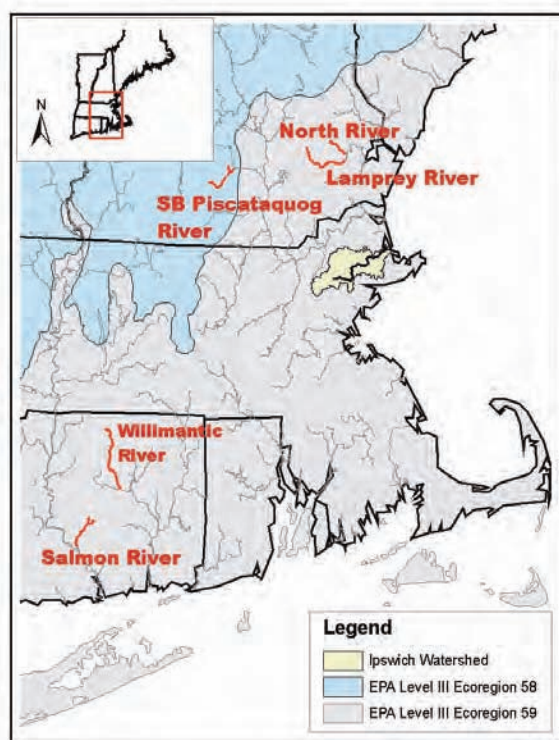 N
North River
Lamprey River
SB Piscataquog
River
Willimantic
River
Salmon River
Legend
Ipswich Watershed
EPA Level III Ecoregion 58
EPA Level III Ecoregion 59